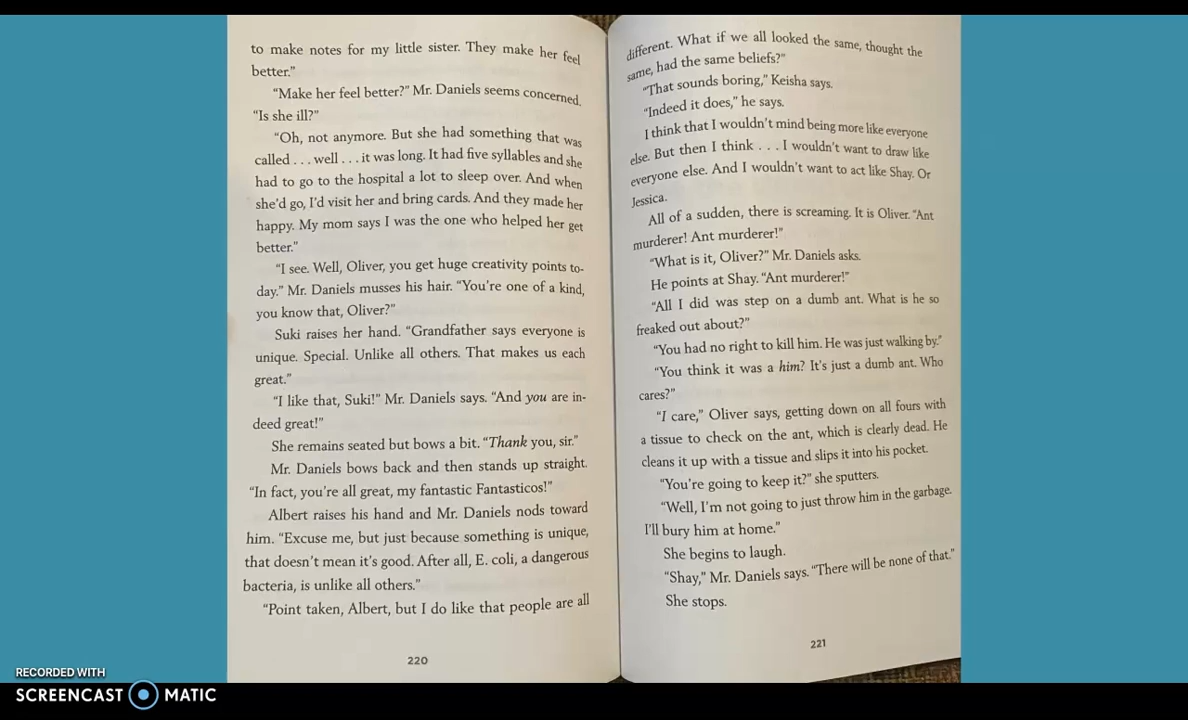 to make notes for my little sister. They make her feel
better.”
“Make her feel better?” Mr. Daniels seems concerned.
“Is she ill?”
“Oh, not anymore. But she had something that was
called . . . well . . . it was long. It had five syllables and she
had to go to the hospital a lot to sleep over. And when
she’d go, I’d visit her and bring cards. And they made her
happy. My mom says I was the one who helped her get
better.”
“I see. Well, Oliver, you get huge creativity points to-
day.” Mr. Daniels musses his hair. “You’re one of a kind,
you know that, Oliver?”
Suki raises her hand. “Grandfather says everyone is
unique. Special. Unlike all others. That makes us each
great.”
“I like that, Suki!” Mr. Daniels says. “And you are in-
deed great!”
She remains seated but bows a bit. “Thank you, sir.”
Mr. Daniels bows back and then stands up straight.
“In fact, you’re all great, my fantastic Fantasticos!”
Albert raises his hand and Mr. Daniels nods toward
him. “Excuse me, but just because something is unique,
that doesn’t mean it’s good. After all, E. coli, a dangerous
bacteria, is unlike all others.”
“Point taken, Albert, but I do like that people are all
220
different. What if we all looked the same, thought the
same, had the same beliefs?”
“That sounds boring,” Keisha says.
“Indeed it does,” he says.
I think that I wouldn’t mind being more like everyone
else. But then I think . . . I wouldn’t want to draw like
everyone else. And I wouldn’t want to act like Shay. Or
Jessica.
All of a sudden, there is screaming. It is Oliver. “Ant
murderer! Ant murderer!”
“What is it, Oliver?” Mr. Daniels asks.
He points at Shay. “Ant murderer!”
“All I did was step on a dumb ant. What is he so
freaked out about?”
“You had no right to kill him. He was just walking by.”
“You think it was a him? It’s just a dumb ant. Who
cares?”
“I care,” Oliver says, getting down on all fours with
a tissue to check on the ant, which is clearly dead. He
cleans it up with a tissue and slips it into his pocket.
“You’re going to keep it?” she sputters.
“Well, I’m not going to just throw him in the garbage.
I’ll bury him at home.”
She begins to laugh.
“Shay,” Mr. Daniels says. “There will be none of that.”
She stops.
221
RECORDED WITH
SCREENCAST MATIC